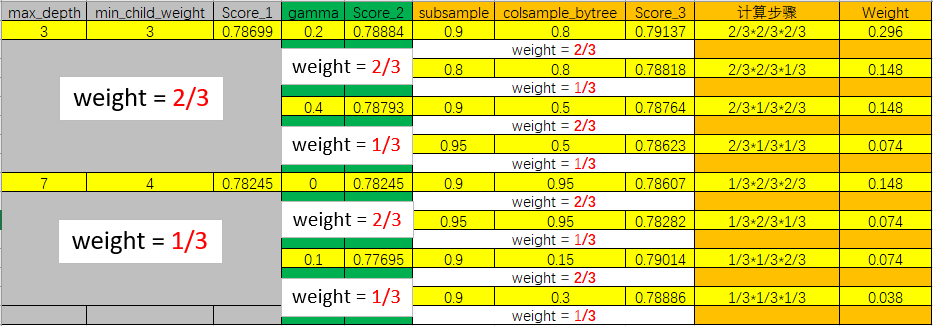 max_depth min_child_weight Score_1 gamma Score_2 subsample colsample_bytree Score_3 计算步骤 Weight
3 3 0.78699 0.2 0.78884 0.9 0.8 0.79137 2/3*2/3*2/3 0.296
weight = 2/3
weight = 2/3
0.8 0.8 0.78818 2/3*2/3*1/3 0.148
weight = 1/3
weight = 2/3
0.4 0.78793 0.9 0.5 0.78764 2/3*1/3*2/3 0.148
weight = 2/3
weight = 1/3
0.95 0.5 0.78623 2/3*1/3*1/3 0.074
weight = 1/3
7 4 0.78245 0 0.78245 0.9 0.95 0.78607 1/3*2/3*2/3 0.148
weight = 2/3
weight = 2/3
0.95 0.95 0.78282 1/3*2/3*1/3 0.074
weight = 1/3
weight = 1/3
0.1 0.77695 0.9 0.15 0.79014 1/3*1/3*2/3 0.074
weight = 2/3
weight = 1/3
0.9 0.3 0.78886 1/3*1/3*1/3 0.038
weight = 1/3